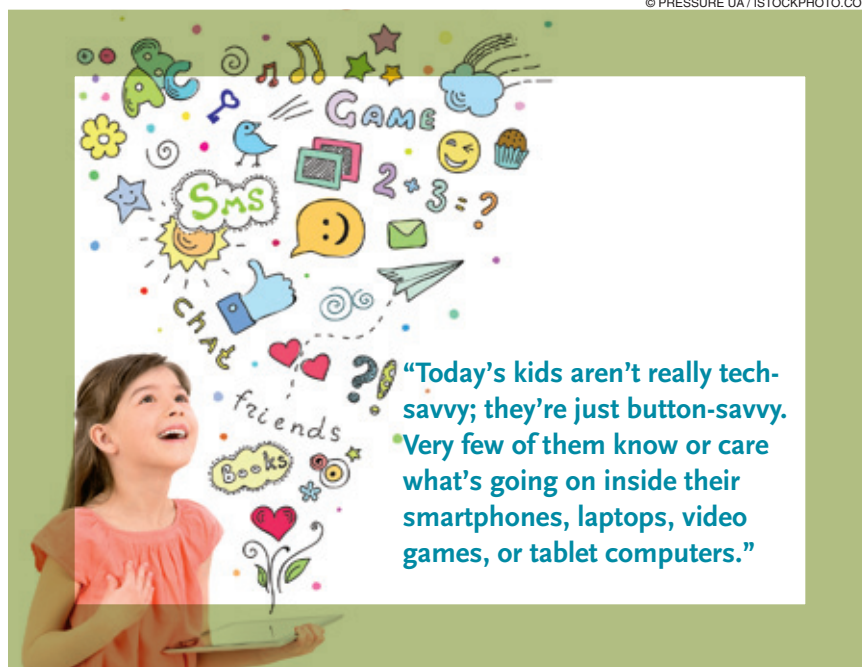 © PRESSURE UA / ISTOCKPHOTO.CO
ABC
GAME
2+3=?
SMS
chat
?!
friends
Books
“Today’s kids aren’t really tech-
savvy; they’re just button-savvy.
Very few of them know or care
what’s going on inside their
smartphones, laptops, video
games, or tablet computers.”